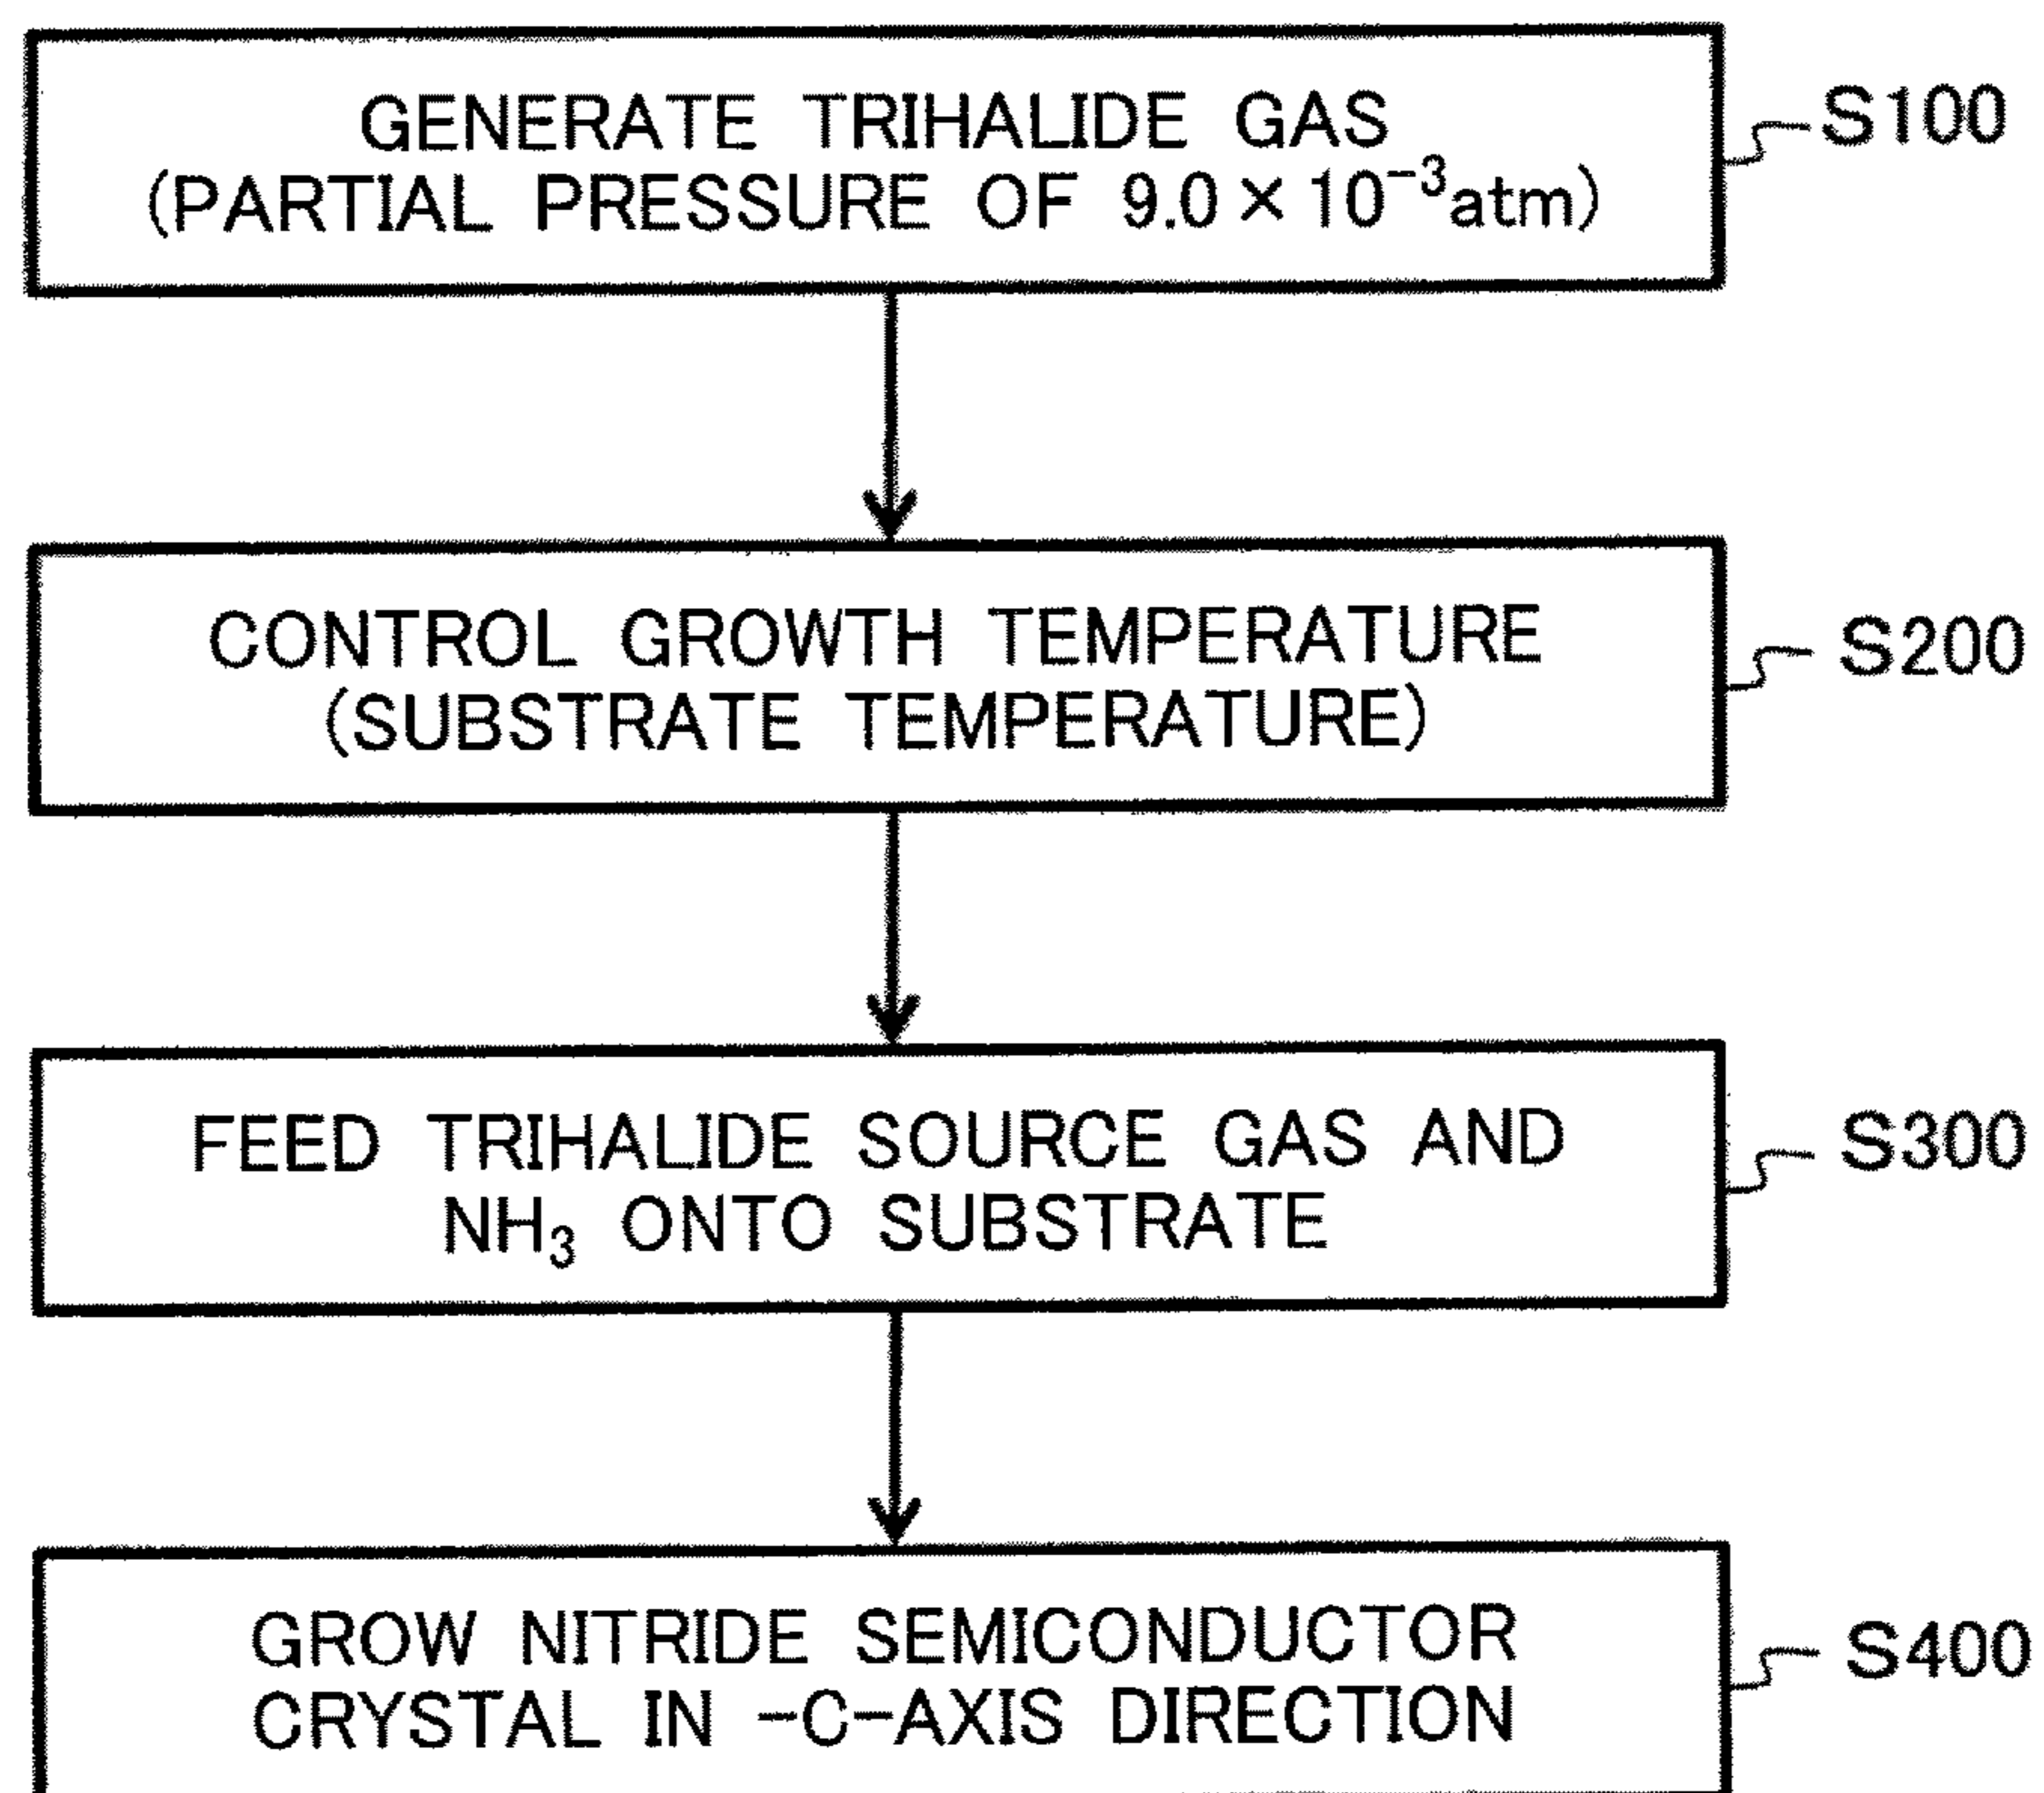 GENERATE TRIHALIDE GAS
(PARTIAL PRESSURE OF 9.0×10⁻³atm)
S100
CONTROL GROWTH TEMPERATURE
(SUBSTRATE TEMPERATURE)
S200
FEED TRIHALIDE SOURCE GAS AND
NH₃ ONTO SUBSTRATE
S300
GROW NITRIDE SEMICONDUCTOR
CRYSTAL IN -C-AXIS DIRECTION
S400